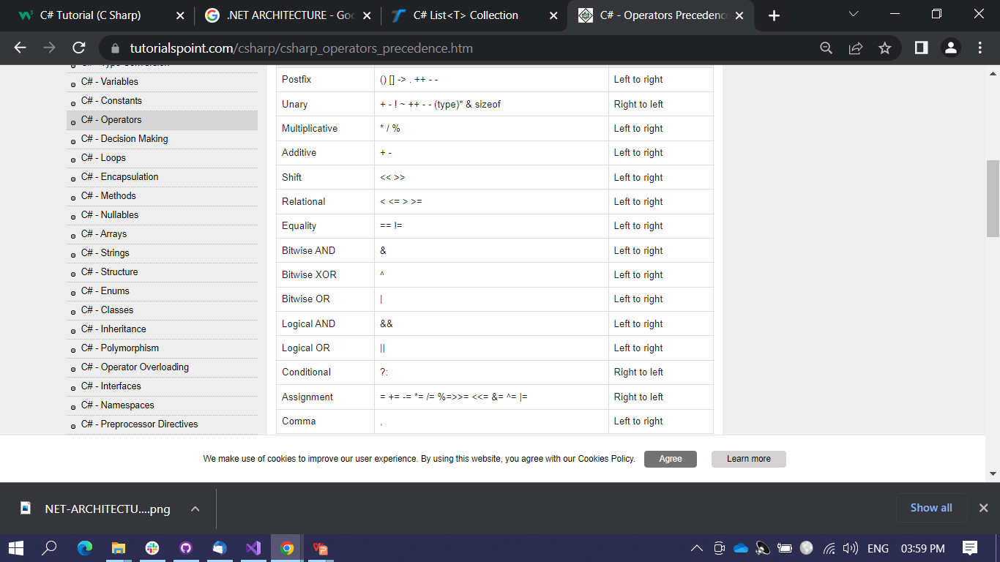 C# Tutorial (C Sharp)
.NET ARCHITECTURE - Goo
C# List<T> Collection
C# - Operators Precedenc
tutorialspoint.com/csharp/csharp_operators_precedence.htm
C# - Type Conversion
C# - Variables
C# - Constants
C# - Operators
C# - Decision Making
C# - Loops
C# - Encapsulation
C# - Methods
C# - Nullables
C# - Arrays
C# - Strings
C# - Structure
C# - Enums
C# - Classes
C# - Inheritance
C# - Polymorphism
C# - Operator Overloading
C# - Interfaces
C# - Namespaces
C# - Preprocessor Directives
Postfix () [] -> . ++ - - Left to right
Unary + - ! ~ ++ - - (type)* & sizeof Right to left
Multiplicative * / % Left to right
Additive + - Left to right
Shift << >> Left to right
Relational < <= > >= Left to right
Equality == != Left to right
Bitwise AND & Left to right
Bitwise XOR ^ Left to right
Bitwise OR | Left to right
Logical AND && Left to right
Logical OR || Left to right
Conditional ?: Right to left
Assignment = += -= *= /= %=>>= <<= &= ^= |= Right to left
Comma , Left to right
We make use of cookies to improve our user experience. By using this website, you agree with our Cookies Policy. Agree Learn more
NET-ARCHITECTU....png
Show all
ENG 03:59 PM